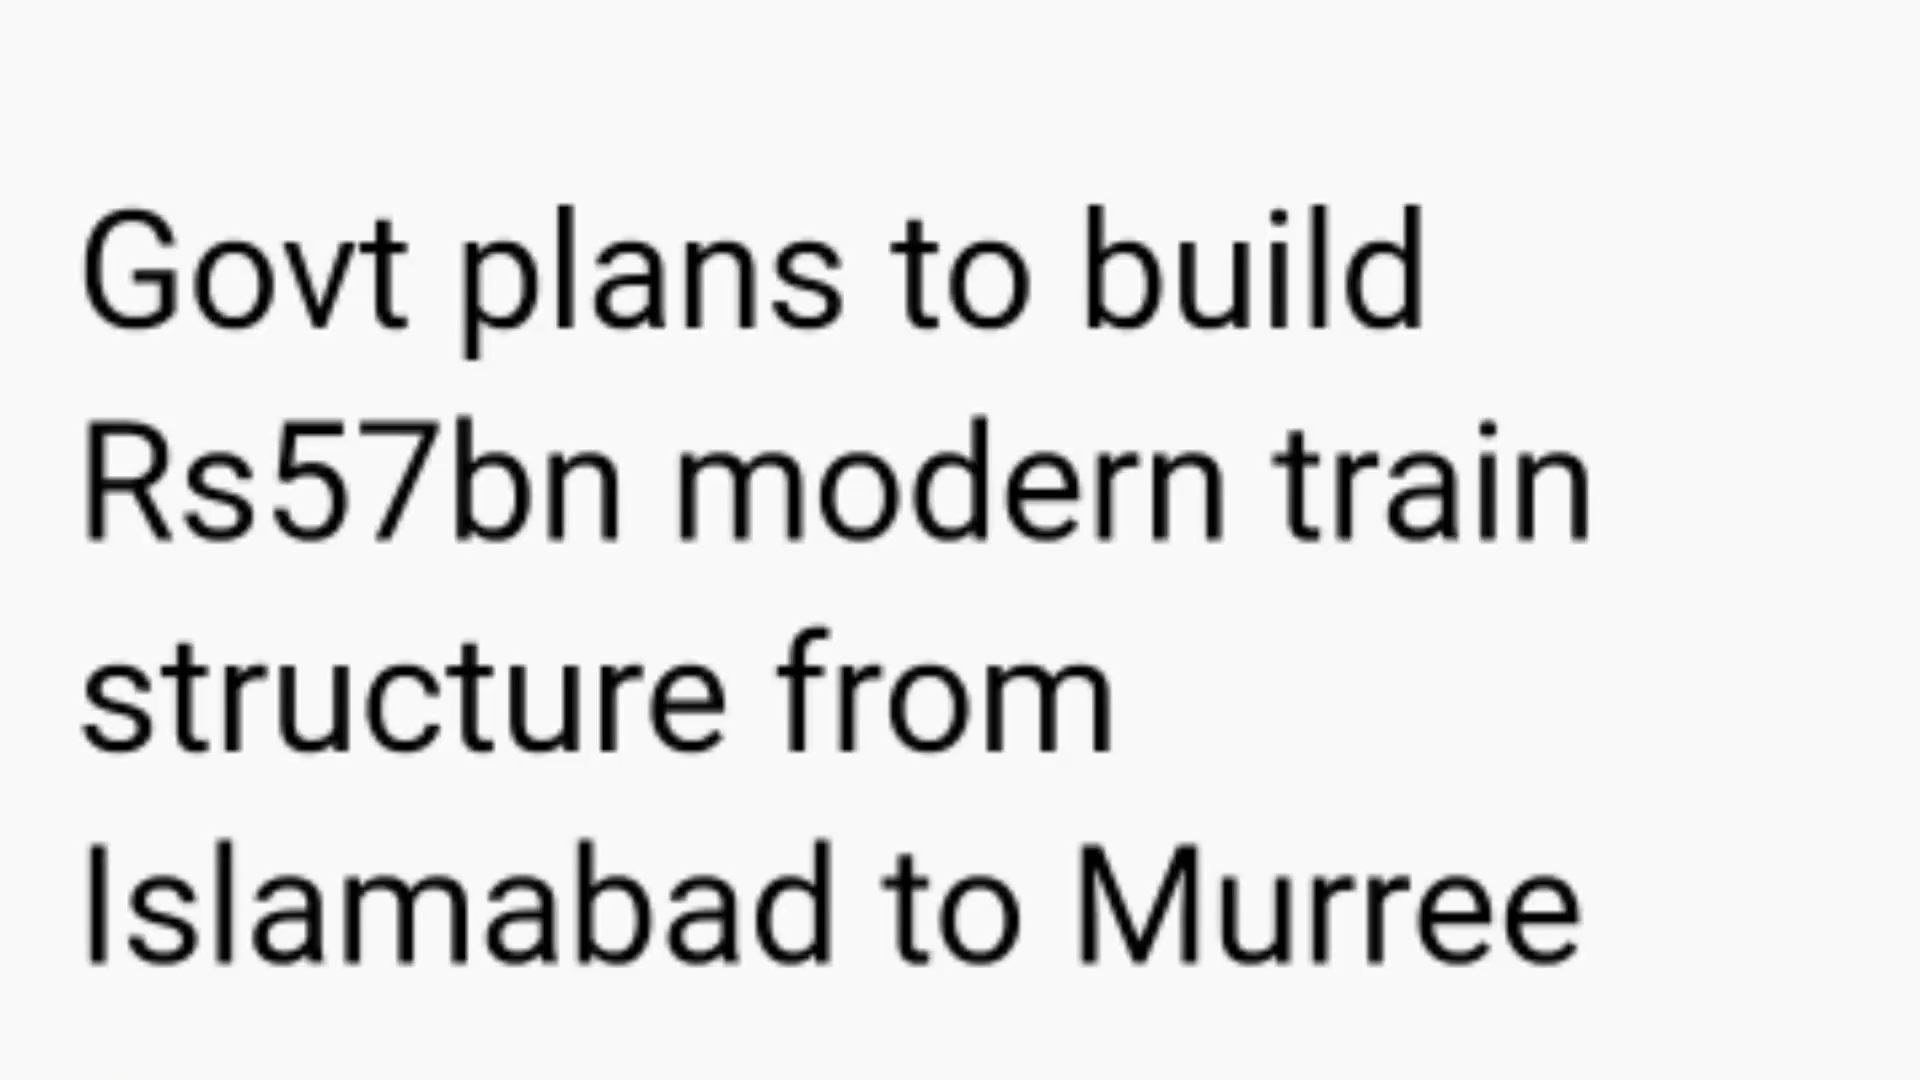 Govt plans to build
Rs57bn modern train
structure from
Islamabad to Murree